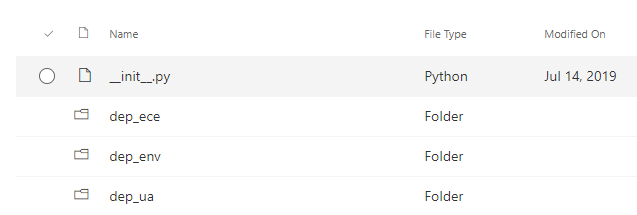 Name File Type Modified On
__init__.py Python Jul 14, 2019
dep_ece Folder
dep_env Folder
dep_ua Folder